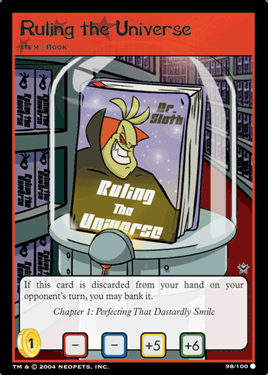 Ruling the Universe
ITEM | BOOK
Dr. Sloth
Ruling
The
Universe
If this card is discarded from your hand on your
opponent's turn, you may bank it.
Chapter 1: Perfecting That Dastardly Smile
1
–
–
+5
+6
TM & © 2004 NEOPETS, INC.
98/100